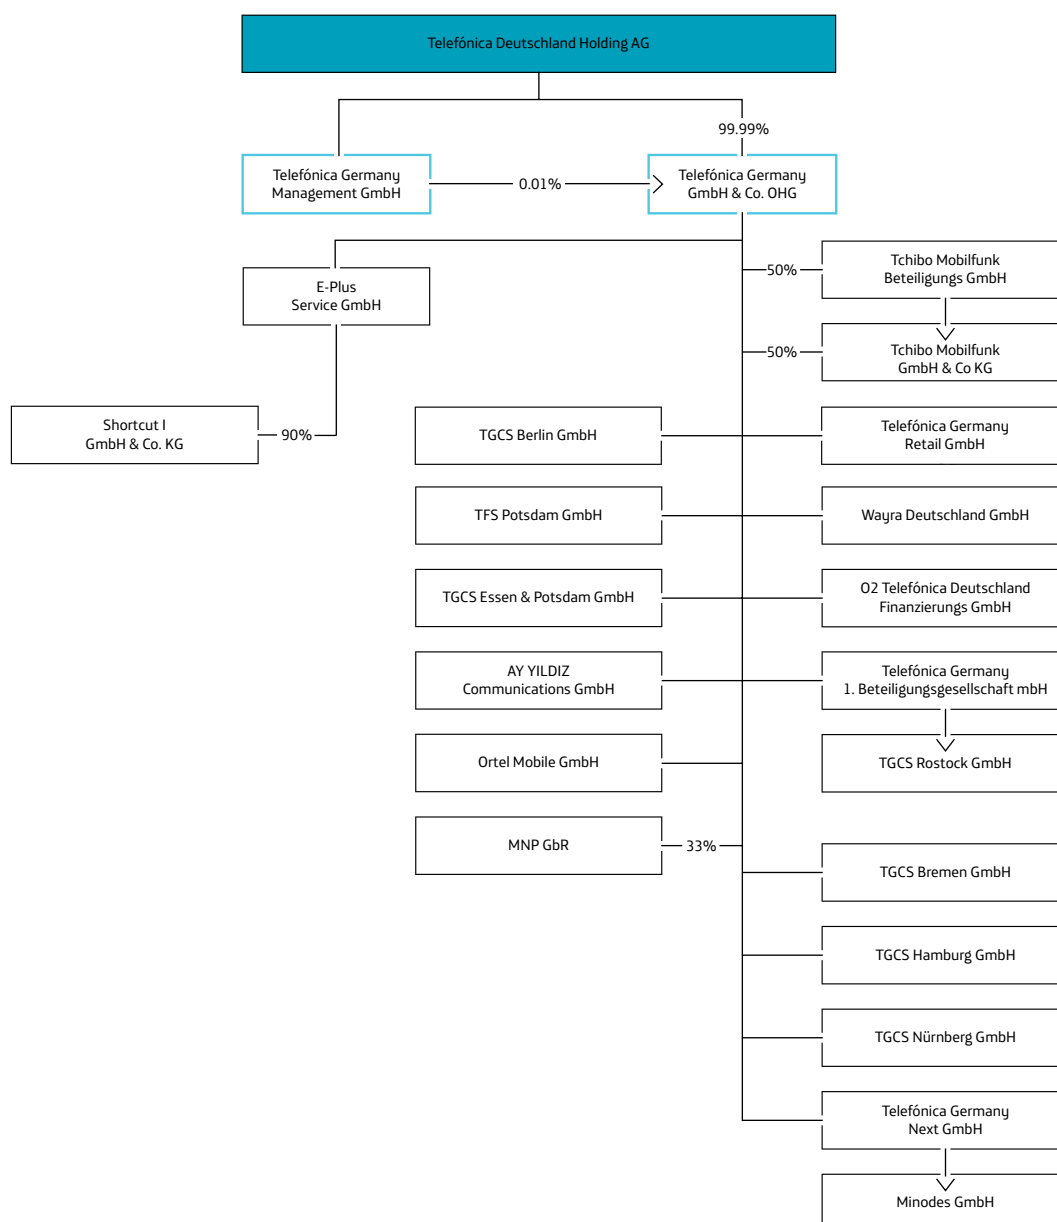 Telefónica Deutschland Holding AG
99.99%
Telefónica Germany
Management GmbH
0.01%
Telefónica Germany
GmbH & Co. OHG
E-Plus
Service GmbH
50%
Tchibo Mobilfunk
Beteiligungs GmbH
50%
Tchibo Mobilfunk
GmbH & Co KG
Shortcut I
GmbH & Co. KG
90%
TGCS Berlin GmbH
Telefónica Germany
Retail GmbH
TFS Potsdam GmbH
Wayra Deutschland GmbH
TGCS Essen & Potsdam GmbH
O2 Telefónica Deutschland
Finanzierungs GmbH
AY YILDIZ
Communications GmbH
Telefónica Germany
1. Beteiligungsgesellschaft mbH
Ortel Mobile GmbH
TGCS Rostock GmbH
MNP GbR
33%
TGCS Bremen GmbH
TGCS Hamburg GmbH
TGCS Nürnberg GmbH
Telefónica Germany
Next GmbH
Minodes GmbH